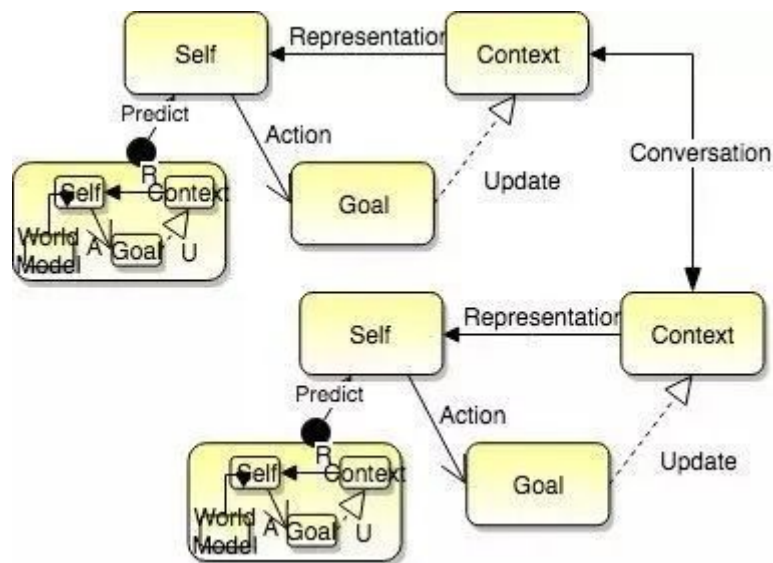 Self
Representation
Context
Predict
Action
Conversation
R
Self
Context
Goal
Update
World
Model
A
Goal
U
Self
Representation
Context
Predict
Action
R
Self
Context
Goal
Update
World
Model
A
Goal
U